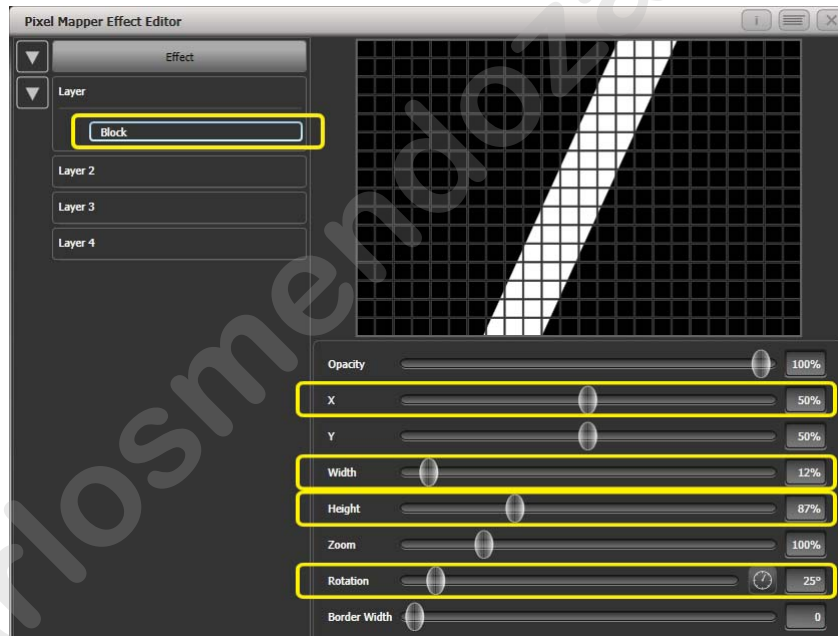 Pixel Mapper Effect Editor
i
Effect
Layer
Block
Layer 2
Layer 3
Layer 4
Opacity 100%
X 50%
Y 50%
Width 12%
Height 87%
Zoom 100%
Rotation 25°
Border Width 0
rlosmendoza